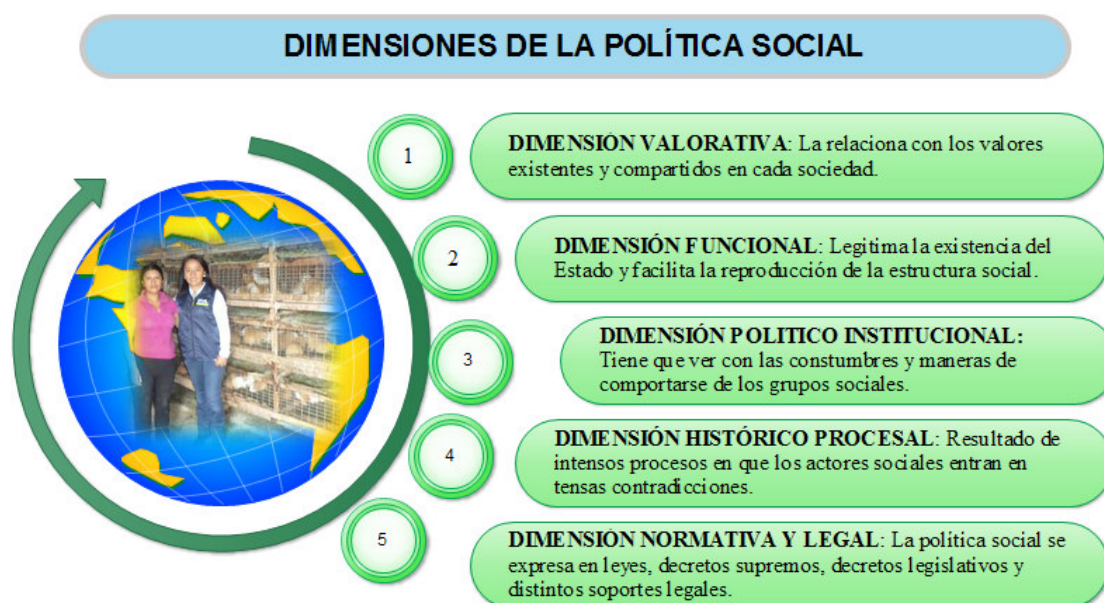 DIMENSIONES DE LA POLÍTICA SOCIAL
1
DIMENSIÓN VALORATIVA: La relaciona con los valores
existentes y compartidos en cada sociedad.
2
DIMENSIÓN FUNCIONAL: Legitima la existencia del
Estado y facilita la reproducción de la estructura social.
3
DIMENSIÓN POLITICO INSTITUCIONAL:
Tiene que ver con las constumbres y maneras de
comportarse de los grupos sociales.
4
DIMENSIÓN HISTÓRICO PROCESAL: Resultado de
intensos procesos en que los actores sociales entran en
tensas contradicciones.
5
DIMENSIÓN NORMATIVA Y LEGAL: La política social se
expresa en leyes, decretos supremos, decretos legislativos y
distintos soportes legales.